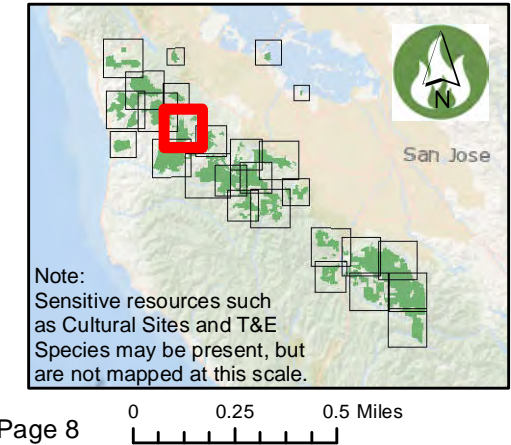 N
San Jose
Note:
Sensitive resources such
as Cultural Sites and T&E
Species may be present, but
are not mapped at this scale.
Page 8
0 0.25 0.5 Miles